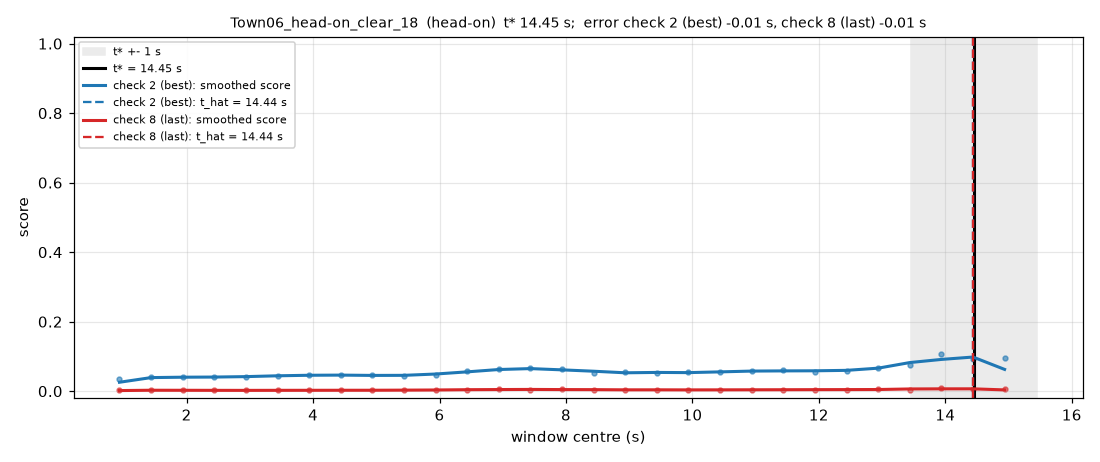 Town06_head-on_clear_18  (head-on)  t* 14.45 s;  error check 2 (best) -0.01 s, check 8 (last) -0.01 s
t* +- 1 s
t* = 14.45 s
check 2 (best): smoothed score
check 2 (best): t_hat = 14.44 s
check 8 (last): smoothed score
check 8 (last): t_hat = 14.44 s
1.0
0.8
0.6
0.4
0.2
0.0
score
2 4 6 8 10 12 14 16
window centre (s)